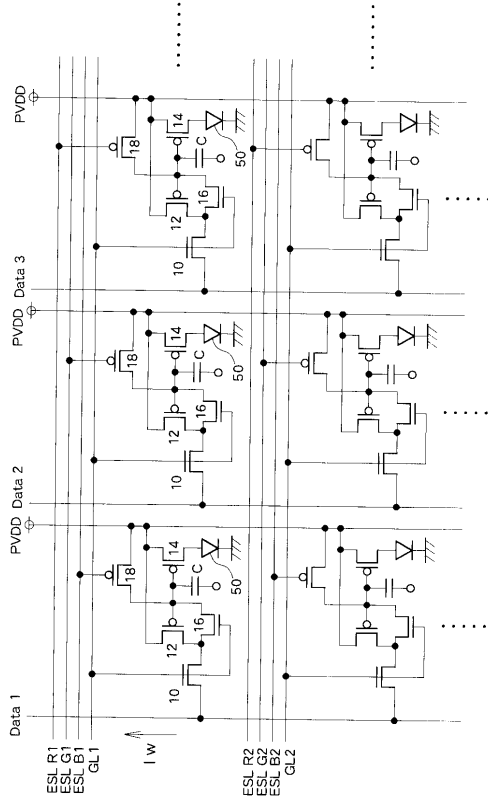 PVDD
PVDD
PVDD
Data 1
Data 2
Data 3
ESL R1
ESL G1
ESL B1
GL1
18
14
12
C
16
50
10
18
14
12
C
16
50
10
18
14
12
C
16
50
10
I w
ESL R2
ESL G2
ESL B2
GL2